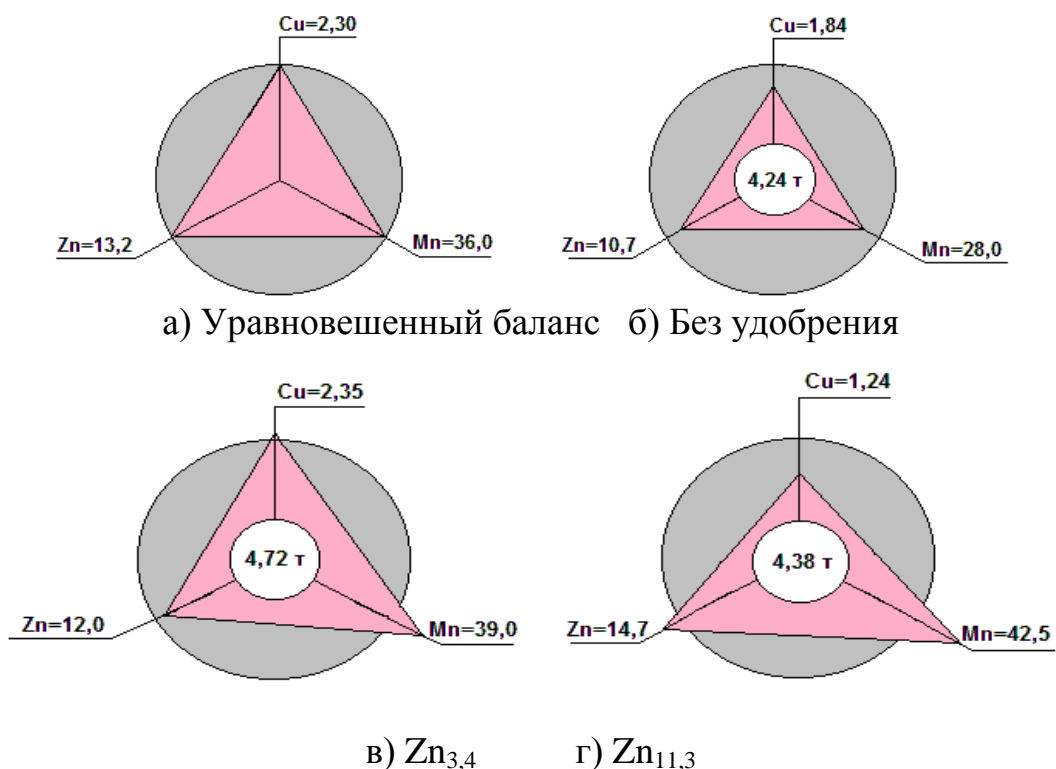 Cu=2,30 Cu=1,84
4,24 т
Zn=13,2 Mn=36,0 Zn=10,7 Mn=28,0
а) Уравновешенный баланс б) Без удобрения
Cu=2,35 Cu=1,24
4,72 т 4,38 т
Zn=12,0 Mn=39,0 Zn=14,7 Mn=42,5
в) Zn3,4 г) Zn11,3